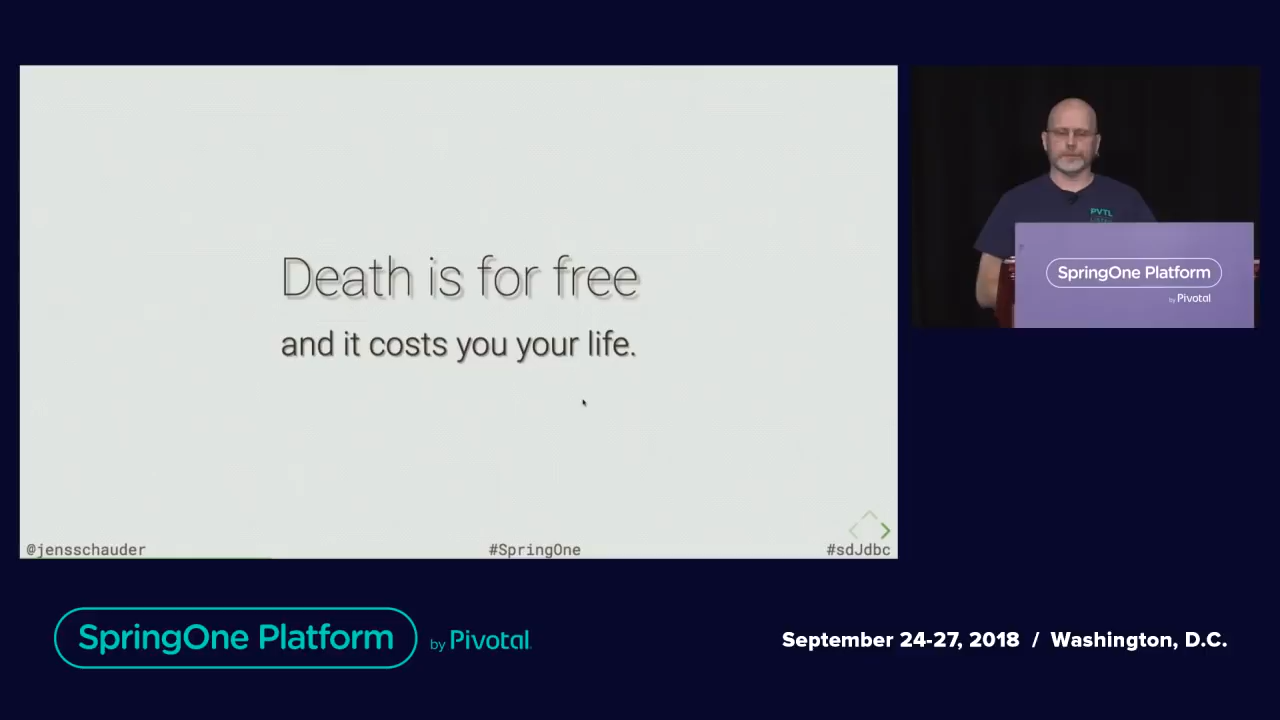 Death is for free
and it costs you your life.
@jensschauder
#SpringOne
#sdJdbc
PVTL
SpringOne Platform
by Pivotal
SpringOne Platform
by Pivotal
September 24-27, 2018 / Washington, D.C.